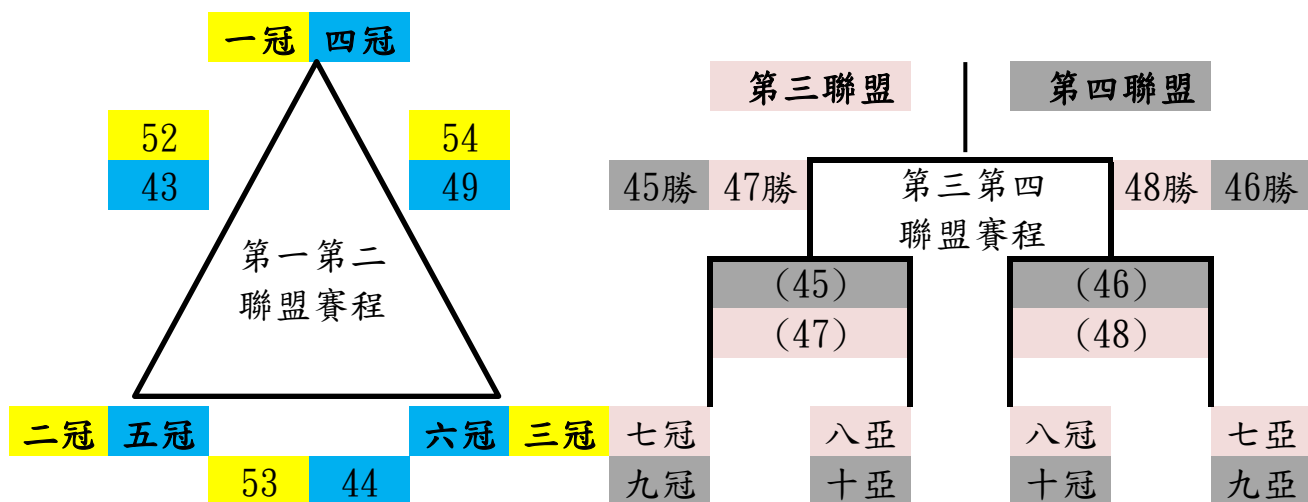 一冠 四冠
52 54
43 49
第一第二
聯盟賽程
二冠 五冠 六冠 三冠
53 44
第三聯盟 第四聯盟
45勝 47勝 第三第四 48勝 46勝
聯盟賽程
(45) (46)
(47) (48)
七冠 八亞 八冠 七亞
九冠 十亞 十冠 九亞